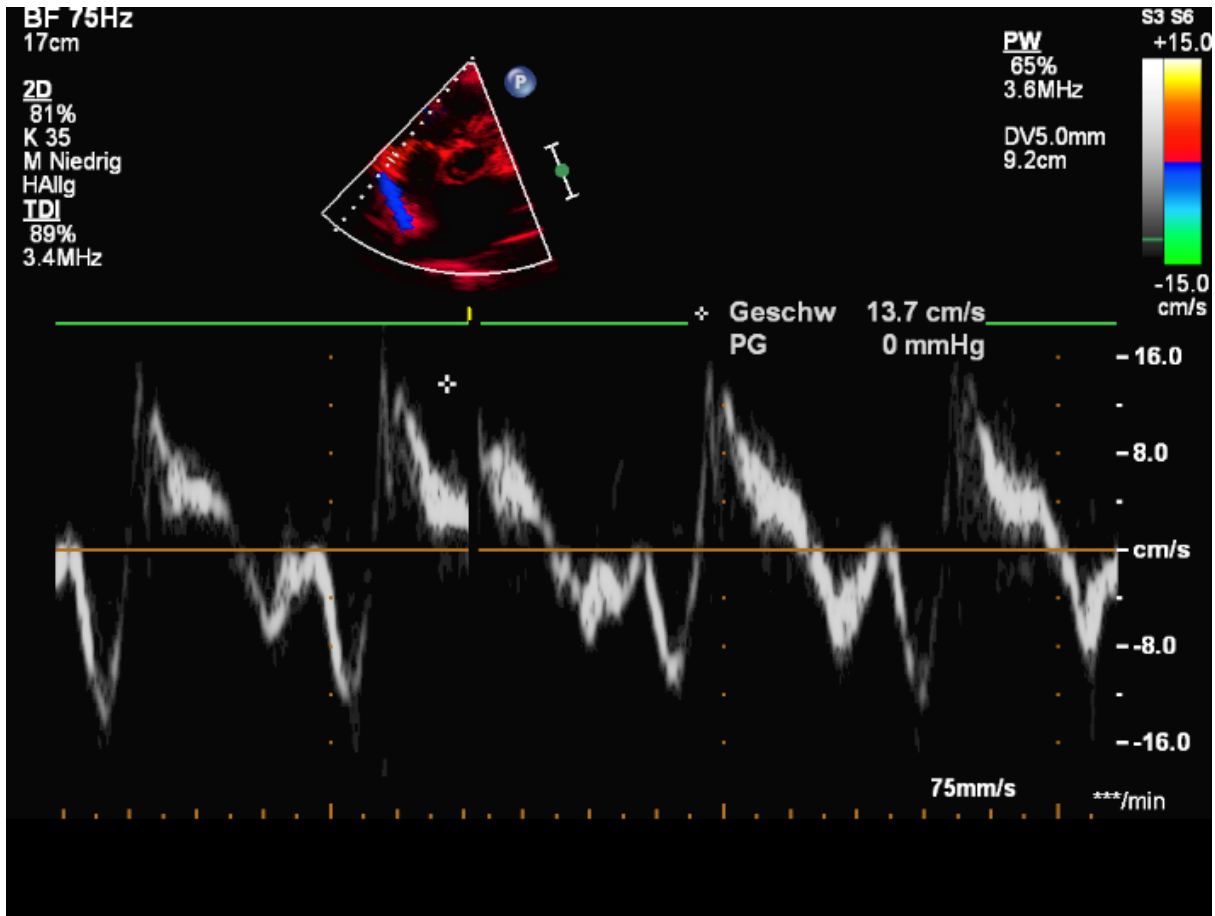 BF 75Hz
17cm
2D
81%
K 35
M Niedrig
HAllg
TDI
89%
3.4MHz
P
PW
65%
3.6MHz
DV5.0mm
9.2cm
S3 S6
+15.0
-15.0
cm/s
Geschw 13.7 cm/s
PG 0 mmHg
16.0
8.0
cm/s
-8.0
-16.0
75mm/s
***/min